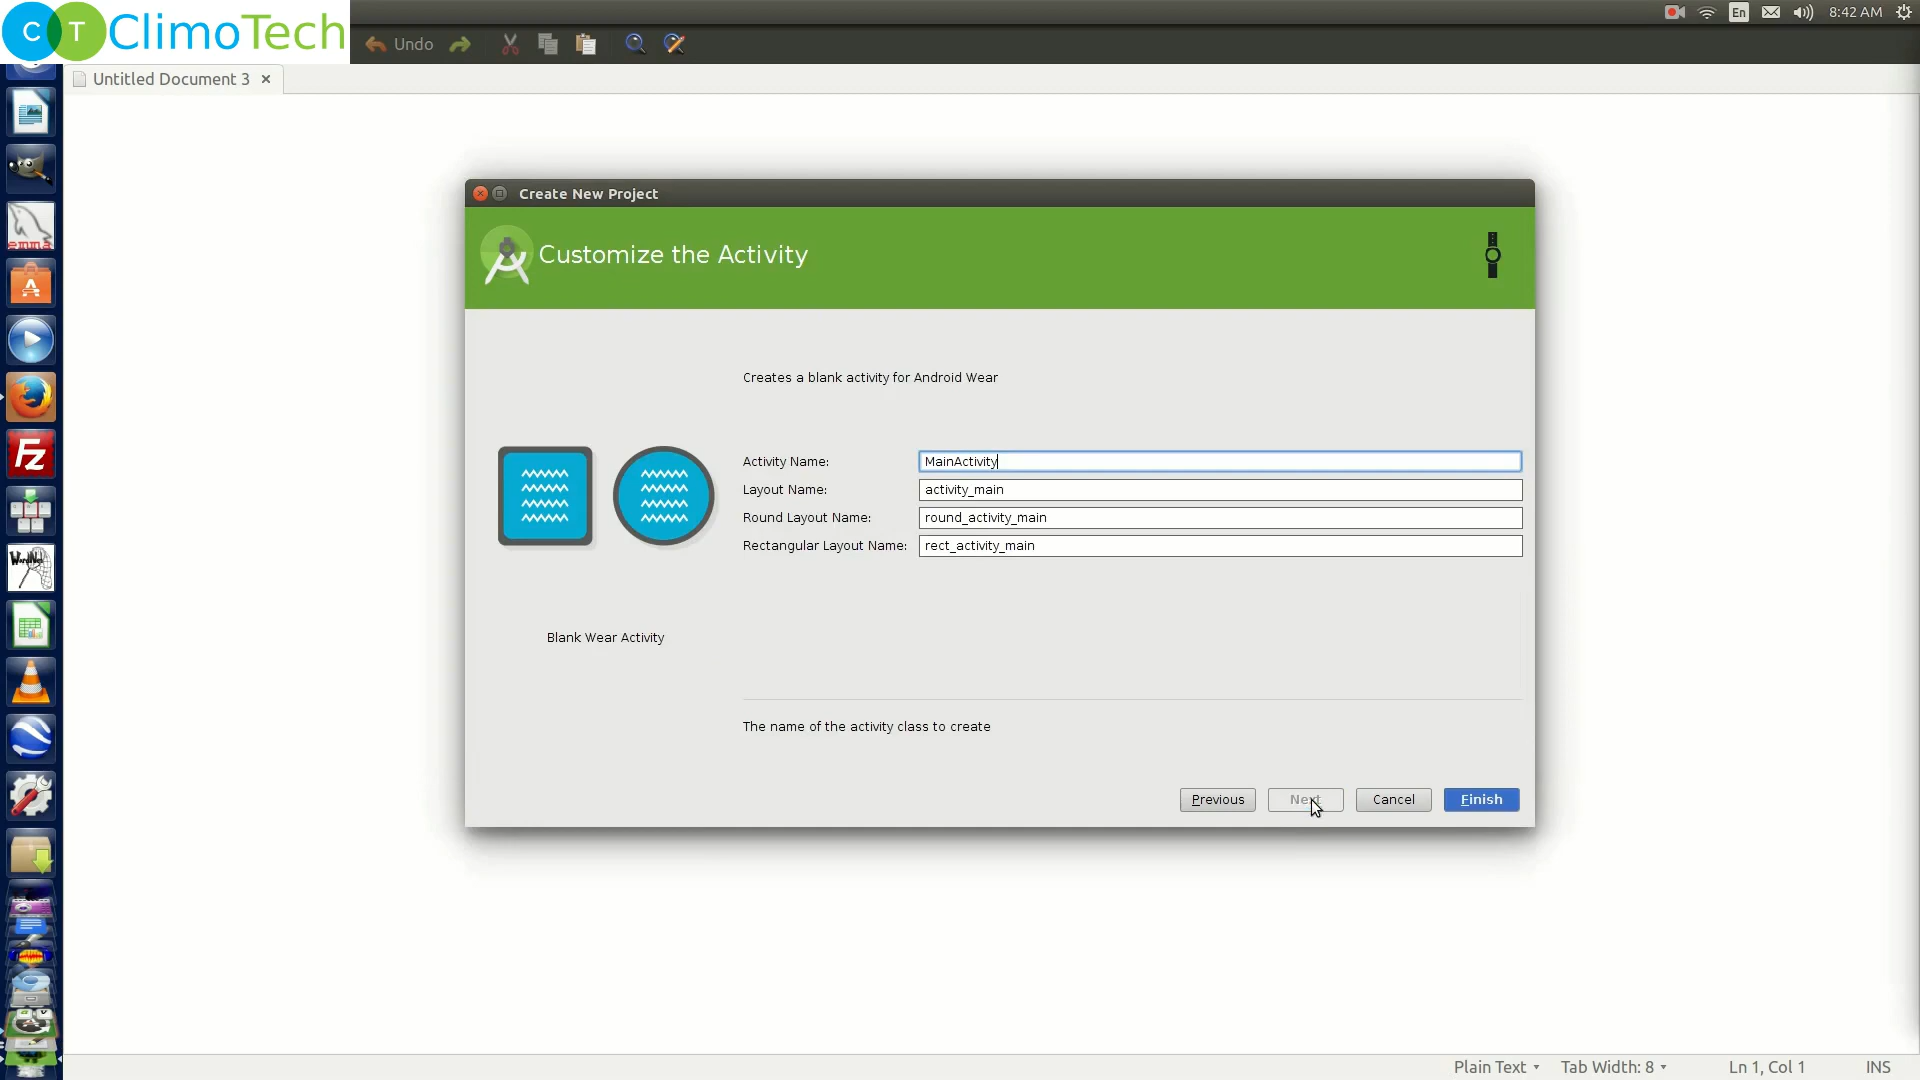 C T ClimoTech
Undo
En
8:42 AM
Untitled Document 3
Create New Project
Customize the Activity
Creates a blank activity for Android Wear
Activity Name: MainActivity
Layout Name: activity_main
Round Layout Name: round_activity_main
Rectangular Layout Name: rect_activity_main
Blank Wear Activity
The name of the activity class to create
Previous Next Cancel Finish
emma
A
Fz
Plain Text Tab Width: 8 Ln 1, Col 1 INS